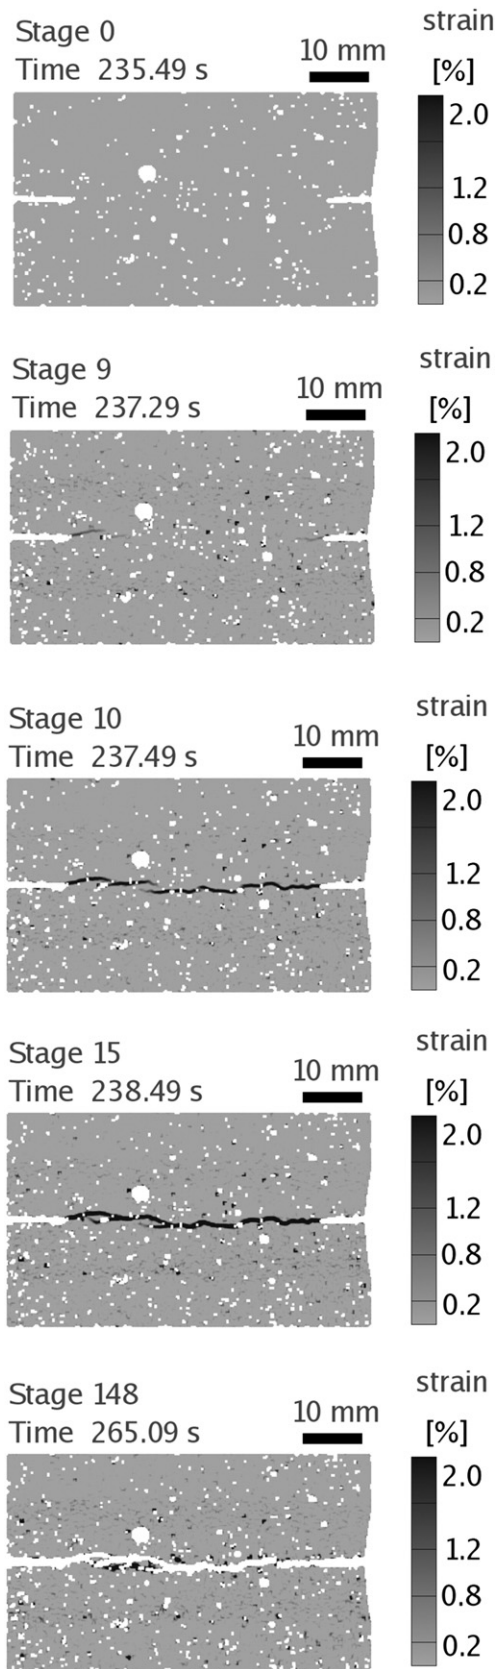 Stage 0
Time 235.49 s
10 mm
strain
[%]
2.0
1.2
0.8
0.2
Stage 9
Time 237.29 s
10 mm
strain
[%]
2.0
1.2
0.8
0.2
Stage 10
Time 237.49 s
10 mm
strain
[%]
2.0
1.2
0.8
0.2
Stage 15
Time 238.49 s
10 mm
strain
[%]
2.0
1.2
0.8
0.2
Stage 148
Time 265.09 s
10 mm
strain
[%]
2.0
1.2
0.8
0.2